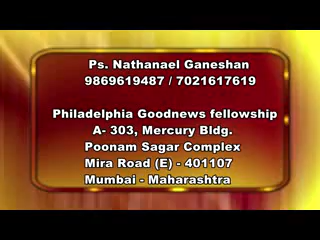 Ps. Nathanael Ganeshan
9869619487 / 7021617619
Philadelphia Goodnews fellowship
A- 303, Mercury Bldg.
Poonam Sagar Complex
Mira Road (E) - 401107
Mumbai - Maharashtra